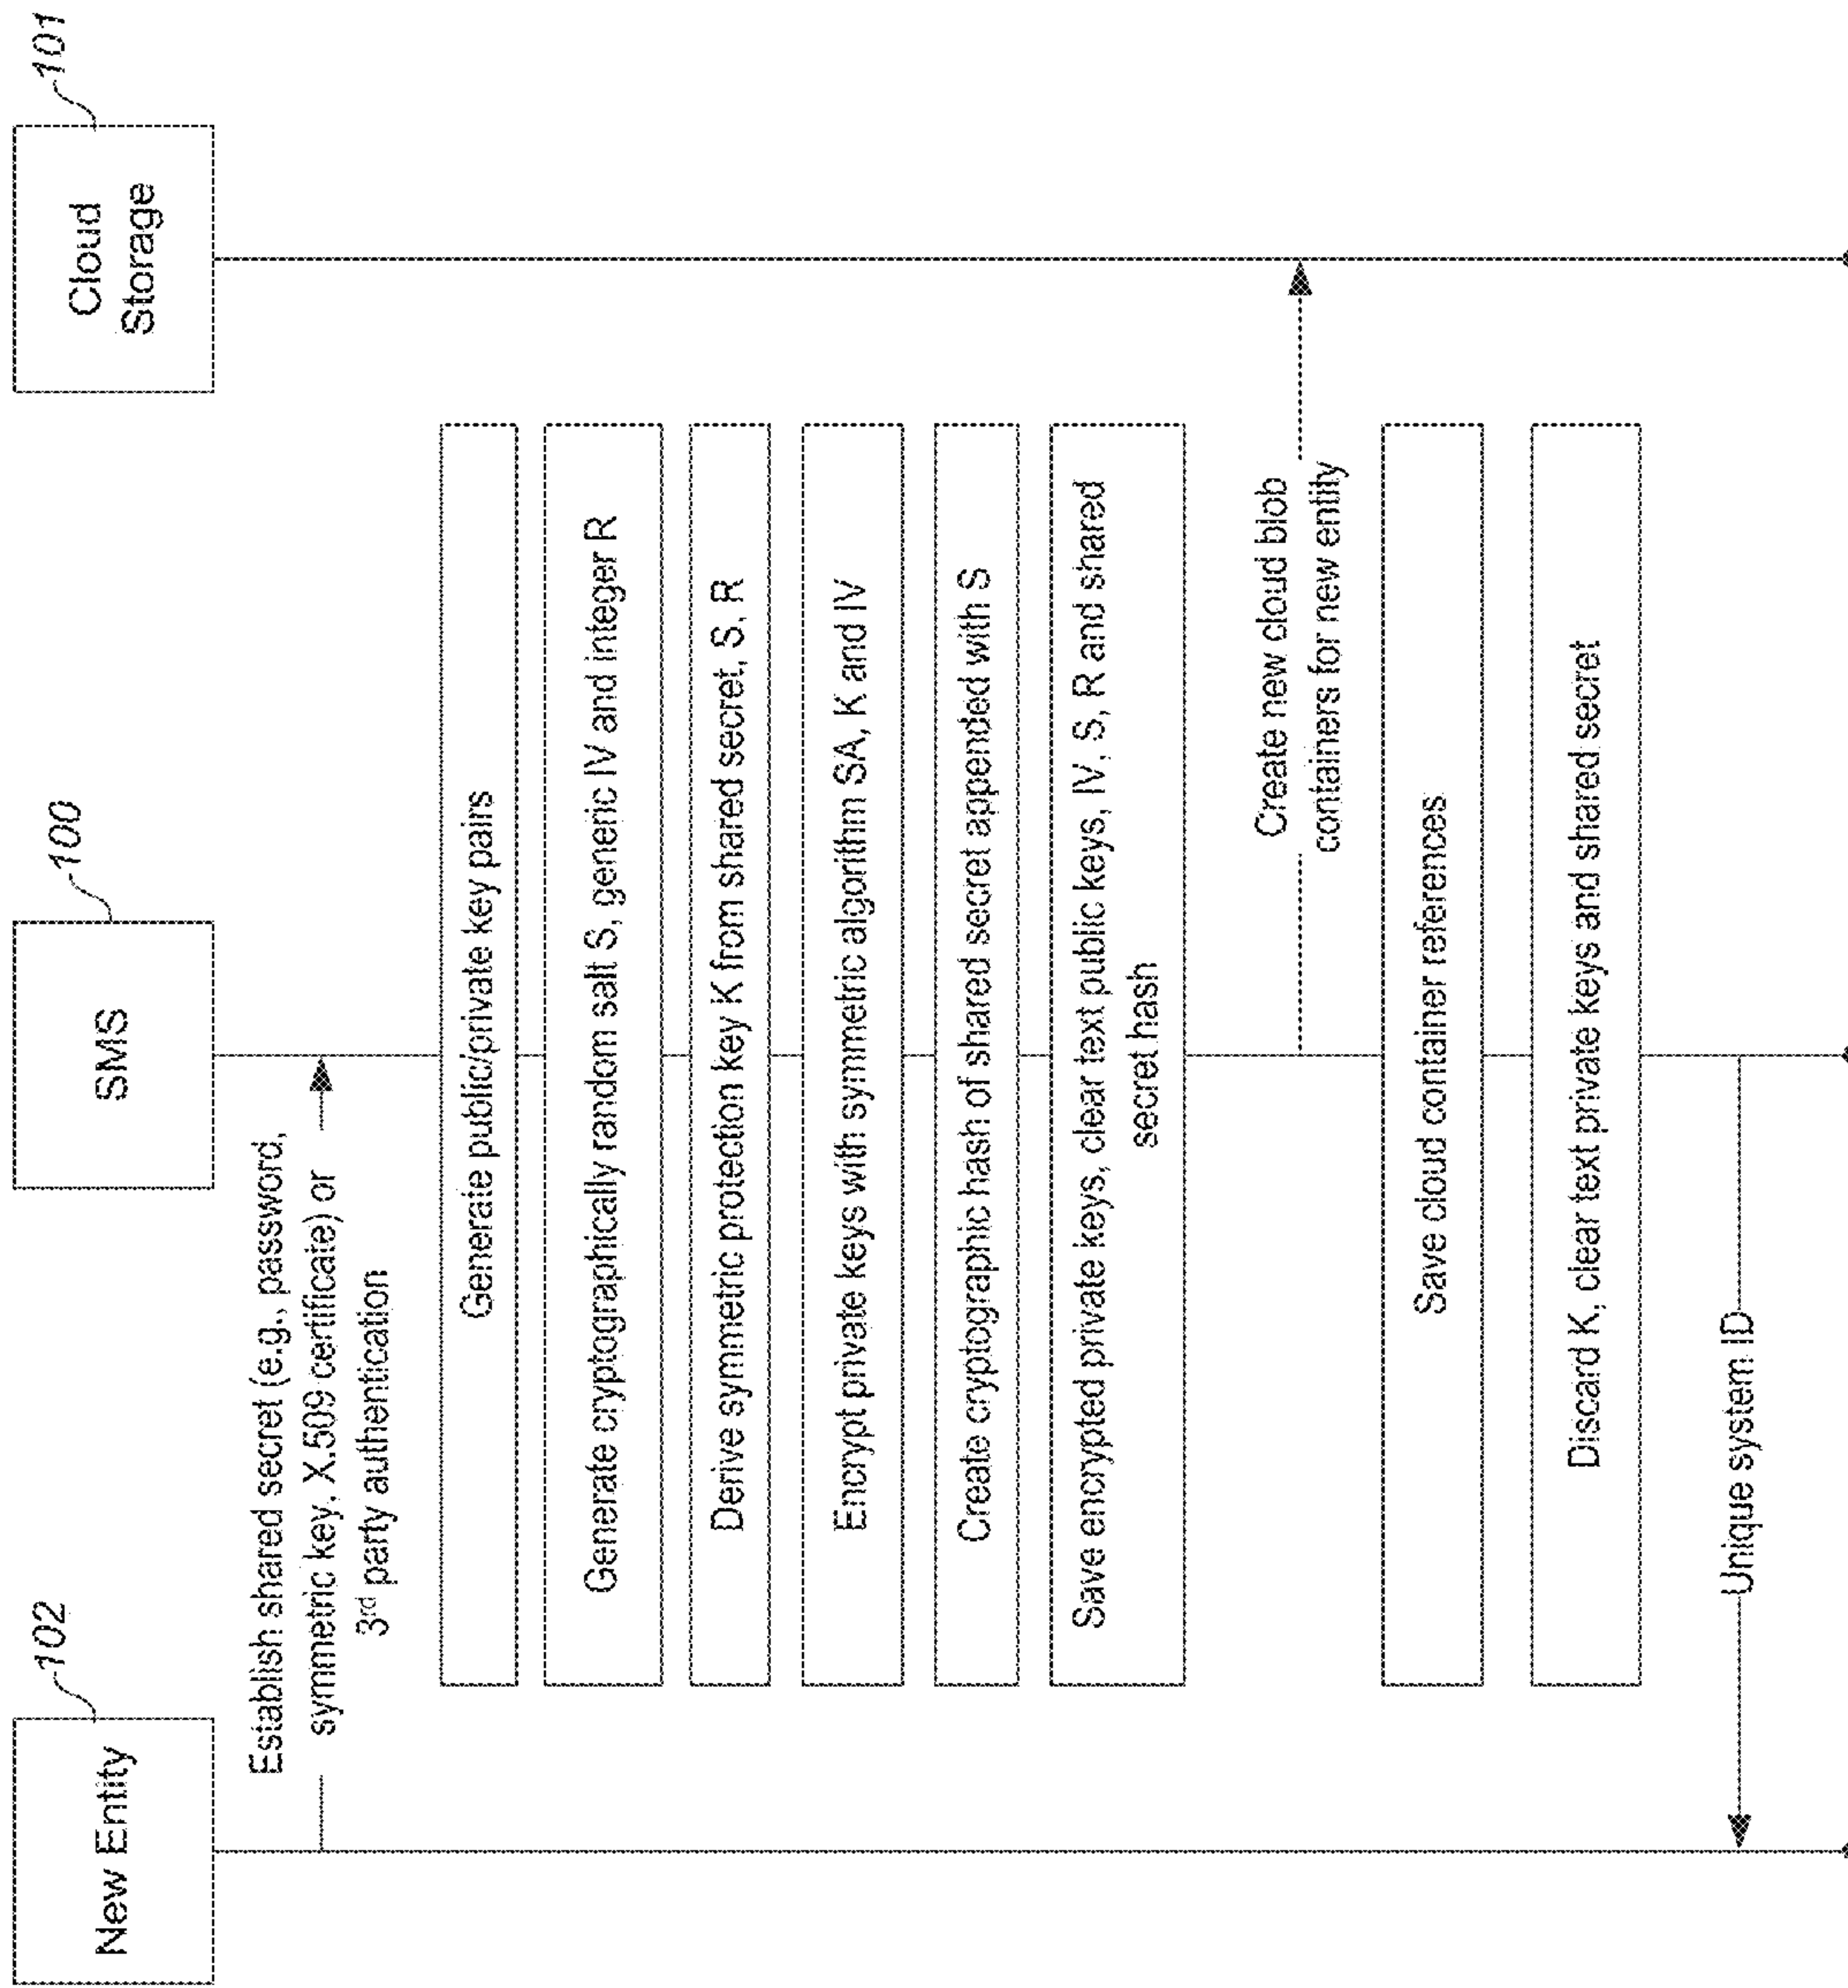 New Entity
102
SMS
100
Cloud
Storage
101
Establish shared secret (e.g., password,
symmetric key, X.509 certificate) or
3rd party authentication
Generate public/private key pairs
Generate cryptographically random salt S, generic IV and integer R
Derive symmetric protection key K from shared secret, S, R
Encrypt private keys with symmetric algorithm SA, K and IV
Create cryptographic hash of shared secret appended with S
Save encrypted private keys, clear text public keys, IV, S, R and shared
secret hash
Create new cloud blob
containers for new entity
Save cloud container references
Discard K, clear text private keys and shared secret
Unique system ID